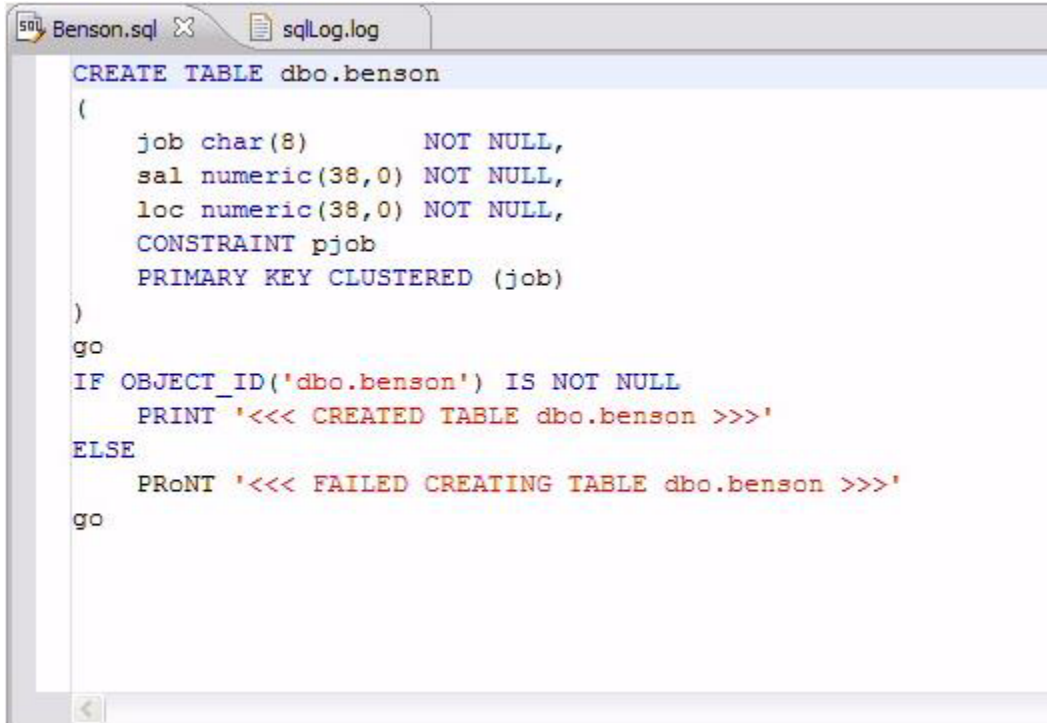 Benson.sql sqlLog.log
CREATE TABLE dbo.benson
(
job char(8) NOT NULL,
sal numeric(38,0) NOT NULL,
loc numeric(38,0) NOT NULL,
CONSTRAINT pjob
PRIMARY KEY CLUSTERED (job)
)
go
IF OBJECT_ID('dbo.benson') IS NOT NULL
PRINT '<<< CREATED TABLE dbo.benson >>>'
ELSE
PRoNT '<<< FAILED CREATING TABLE dbo.benson >>>'
go